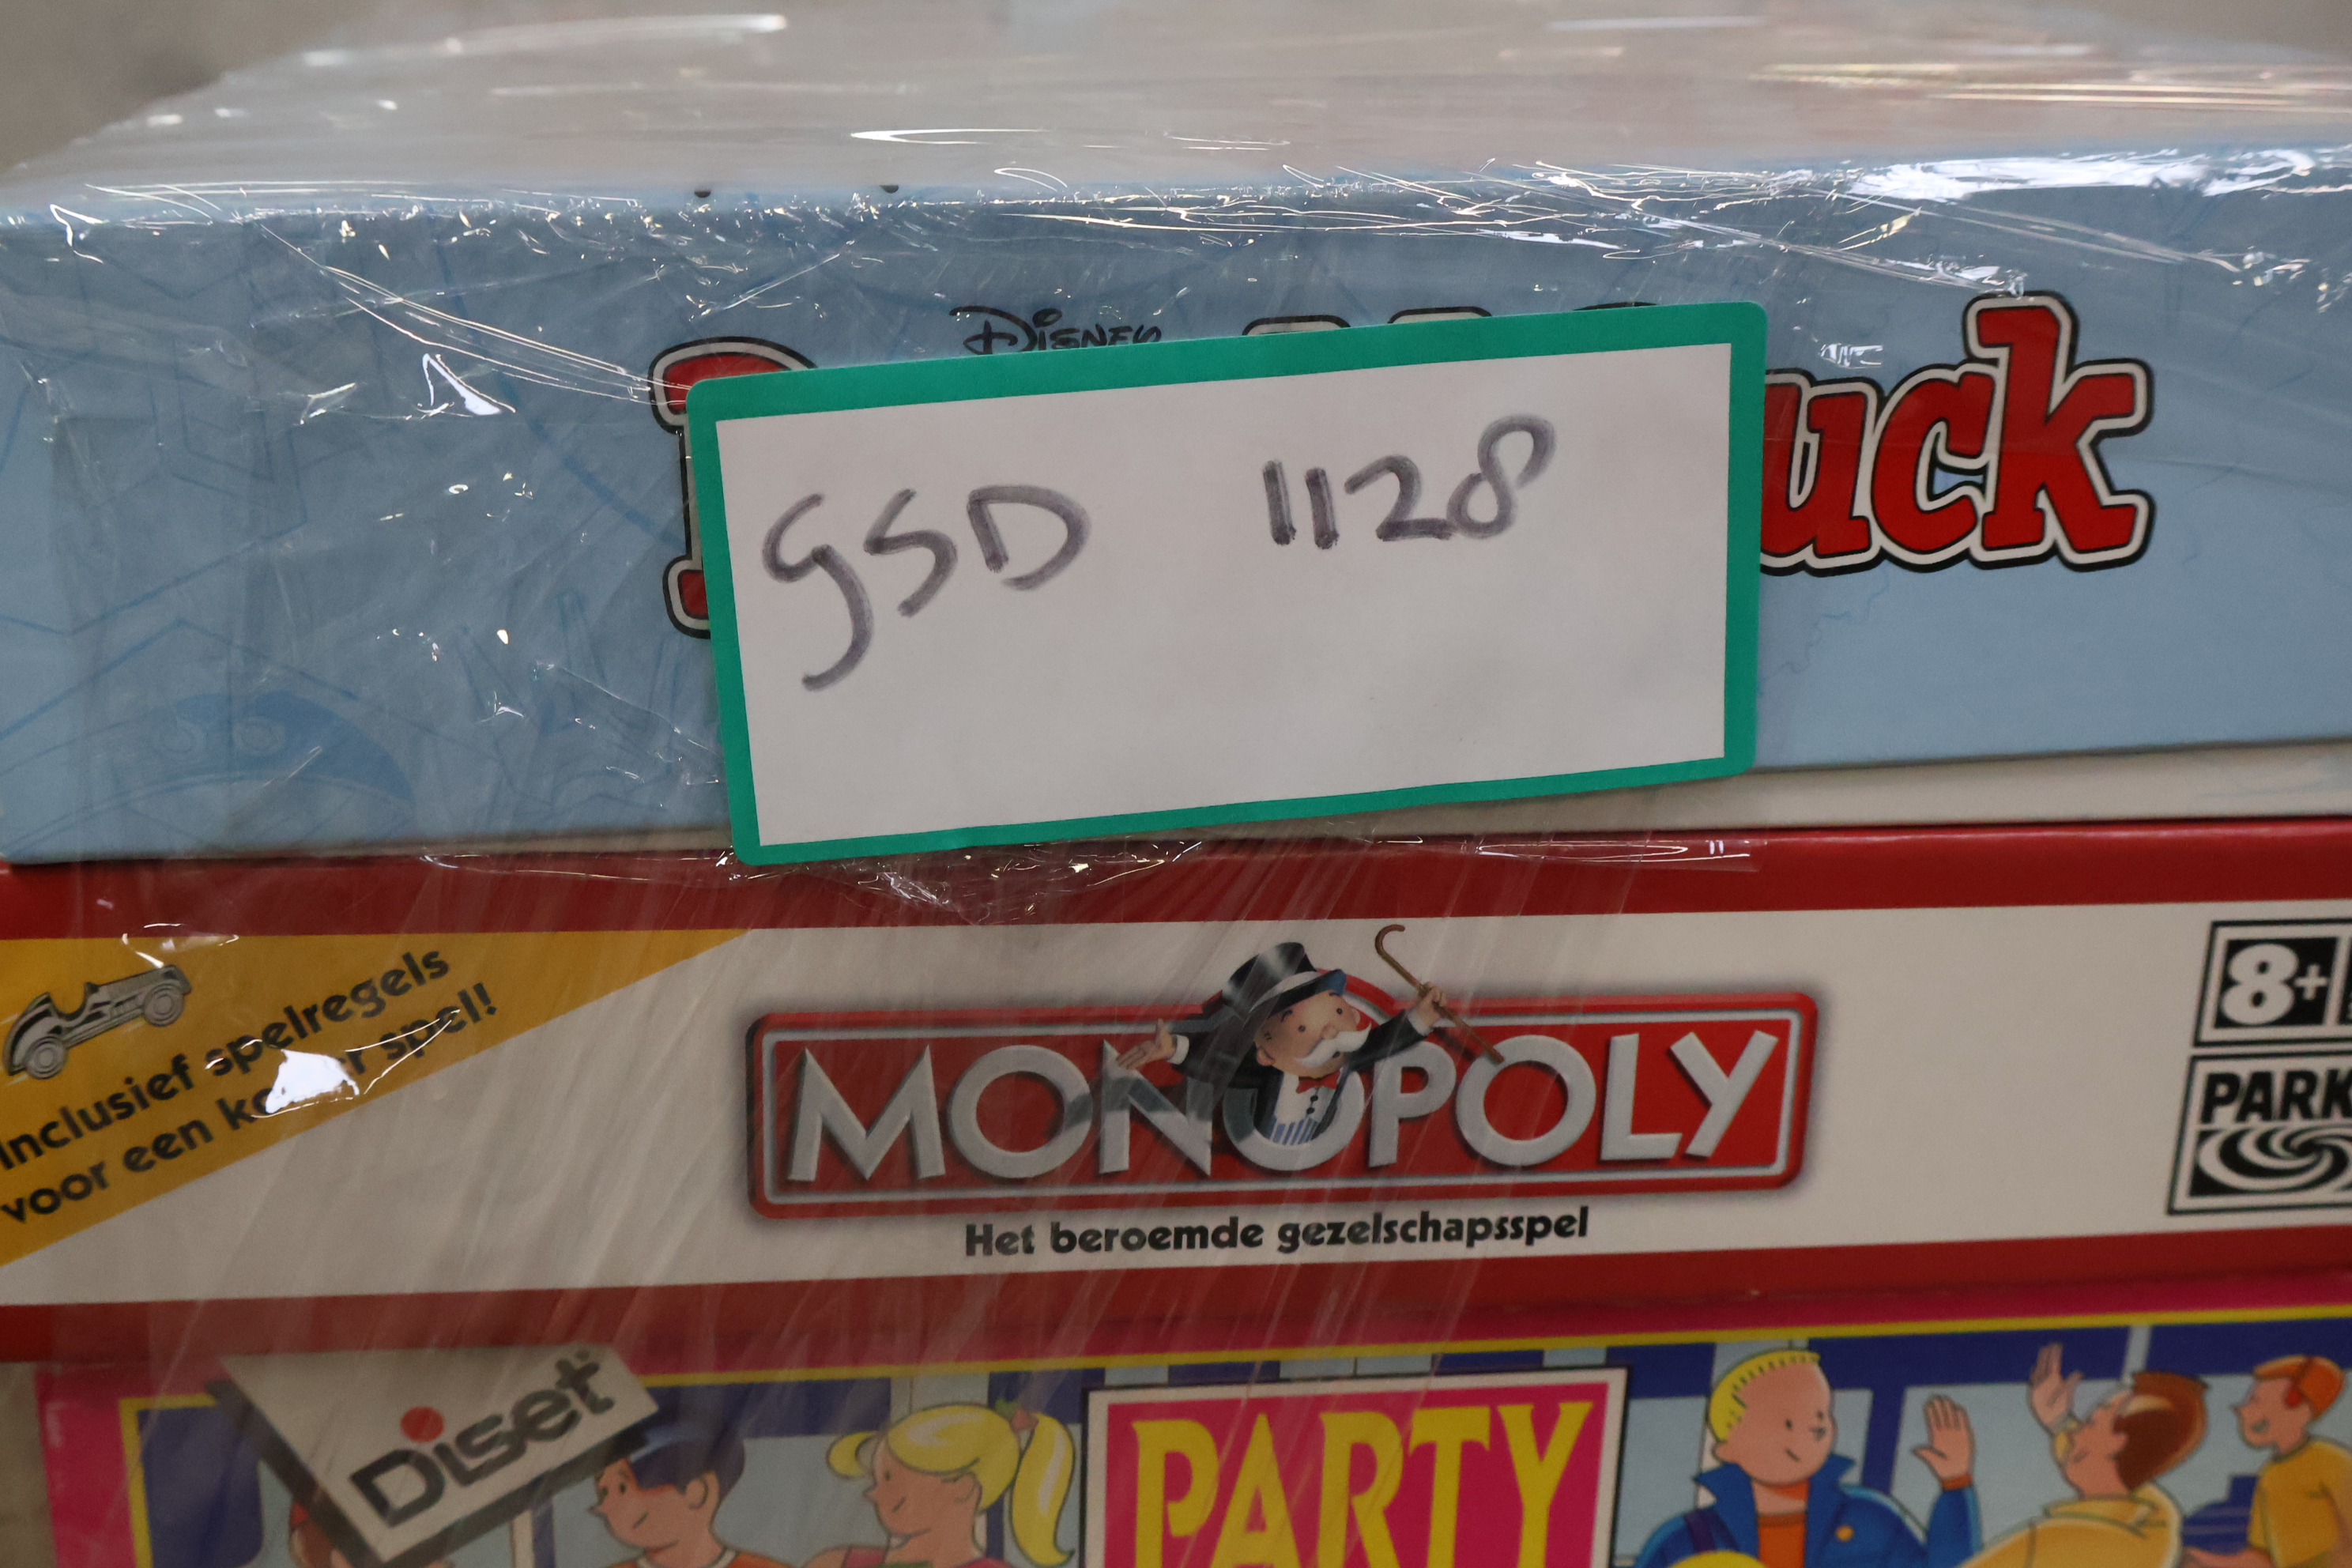 Disney
uck
GSD 1128
Inclusief spelregels
voor een spel!
MONOPOLY
Het beroemde gezelschapsspel
8+
PARK
Diset
PARTY